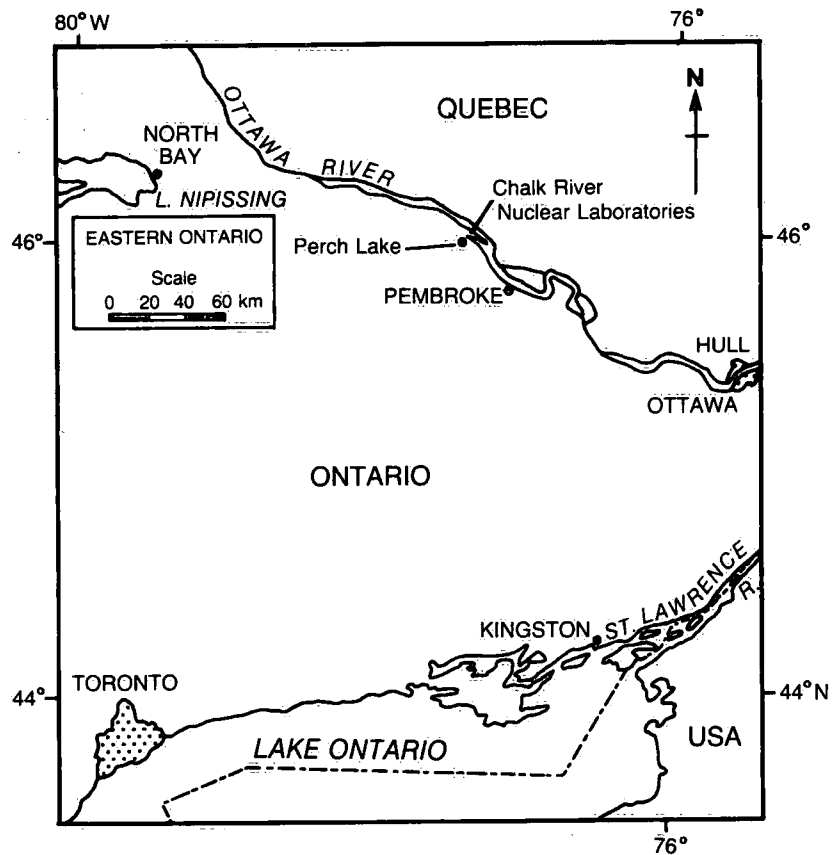 80° W
76°
OTTAWA RIVER
QUEBEC
N
NORTH
BAY
L. NIPISSING
Chalk River
Nuclear Laboratories
46°
46°
EASTERN ONTARIO
Scale
0 20 40 60 km
Perch Lake
PEMBROKE
HULL
OTTAWA
ONTARIO
KINGSTON
ST. LAWRENCE R.
44°
44° N
TORONTO
LAKE ONTARIO
USA
76°